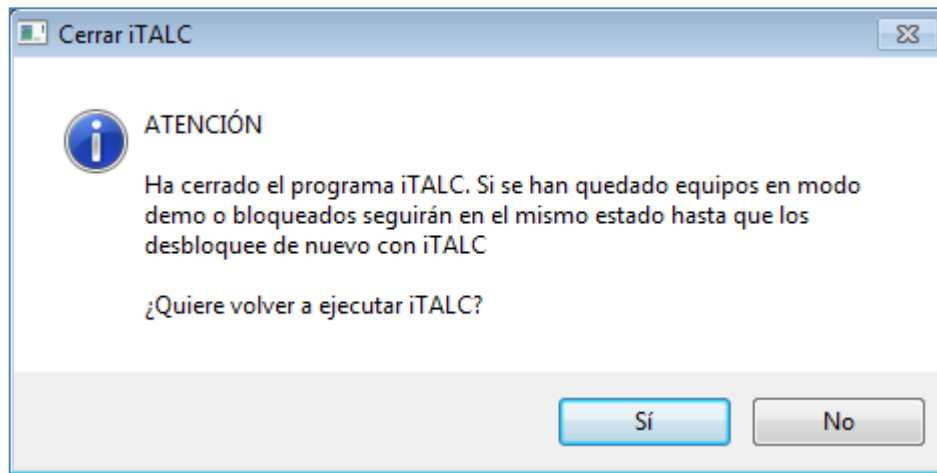 Cerrar iTALC
ATENCIÓN
Ha cerrado el programa iTALC. Si se han quedado equipos en modo
demo o bloqueados seguirán en el mismo estado hasta que los
desbloquee de nuevo con iTALC
¿Quiere volver a ejecutar iTALC?
Sí
No